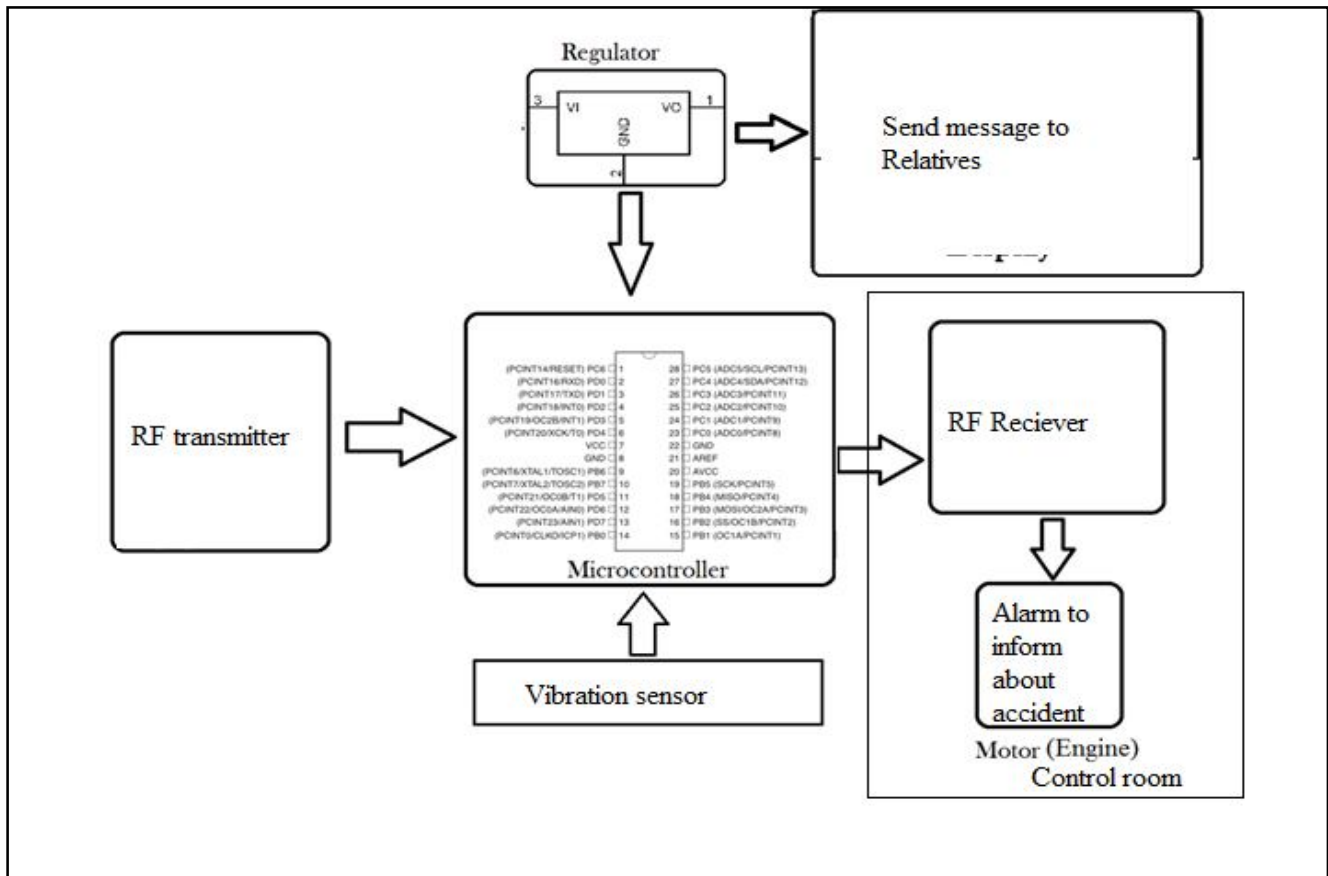 Regulator
3 VI VO 1
GND
2
Send message to
Relatives
RF transmitter
(PCINT14/RESET) PC6 1 28 PC5 (ADC5/SCL/PCINT13)
(PCINT16/RXD) PD0 2 27 PC4 (ADC4/SDA/PCINT12)
(PCINT17/TXD) PD1 3 26 PC3 (ADC3/PCINT11)
(PCINT18/INT0) PD2 4 25 PC2 (ADC2/PCINT10)
(PCINT19/OC2B/INT1) PD3 5 24 PC1 (ADC1/PCINT9)
(PCINT20/XCK/T0) PD4 6 23 PC0 (ADC0/PCINT8)
VCC 7 22 GND
GND 8 21 AREF
(PCINT6/XTAL1/TOSC1) PB6 9 20 AVCC
(PCINT7/XTAL2/TOSC2) PB7 10 19 PB5 (SCK/PCINT5)
(PCINT21/OC0B/T1) PD5 11 18 PB4 (MISO/PCINT4)
(PCINT22/OC0A/AIN0) PD6 12 17 PB3 (MOSI/OC2A/PCINT3)
(PCINT23/AIN1) PD7 13 16 PB2 (SS/OC1B/PCINT2)
(PCINT0/CLKO/ICP1) PB0 14 15 PB1 (OC1A/PCINT1)
Microcontroller
RF Reciever
Vibration sensor
Alarm to
inform
about
accident
Motor (Engine)
Control room